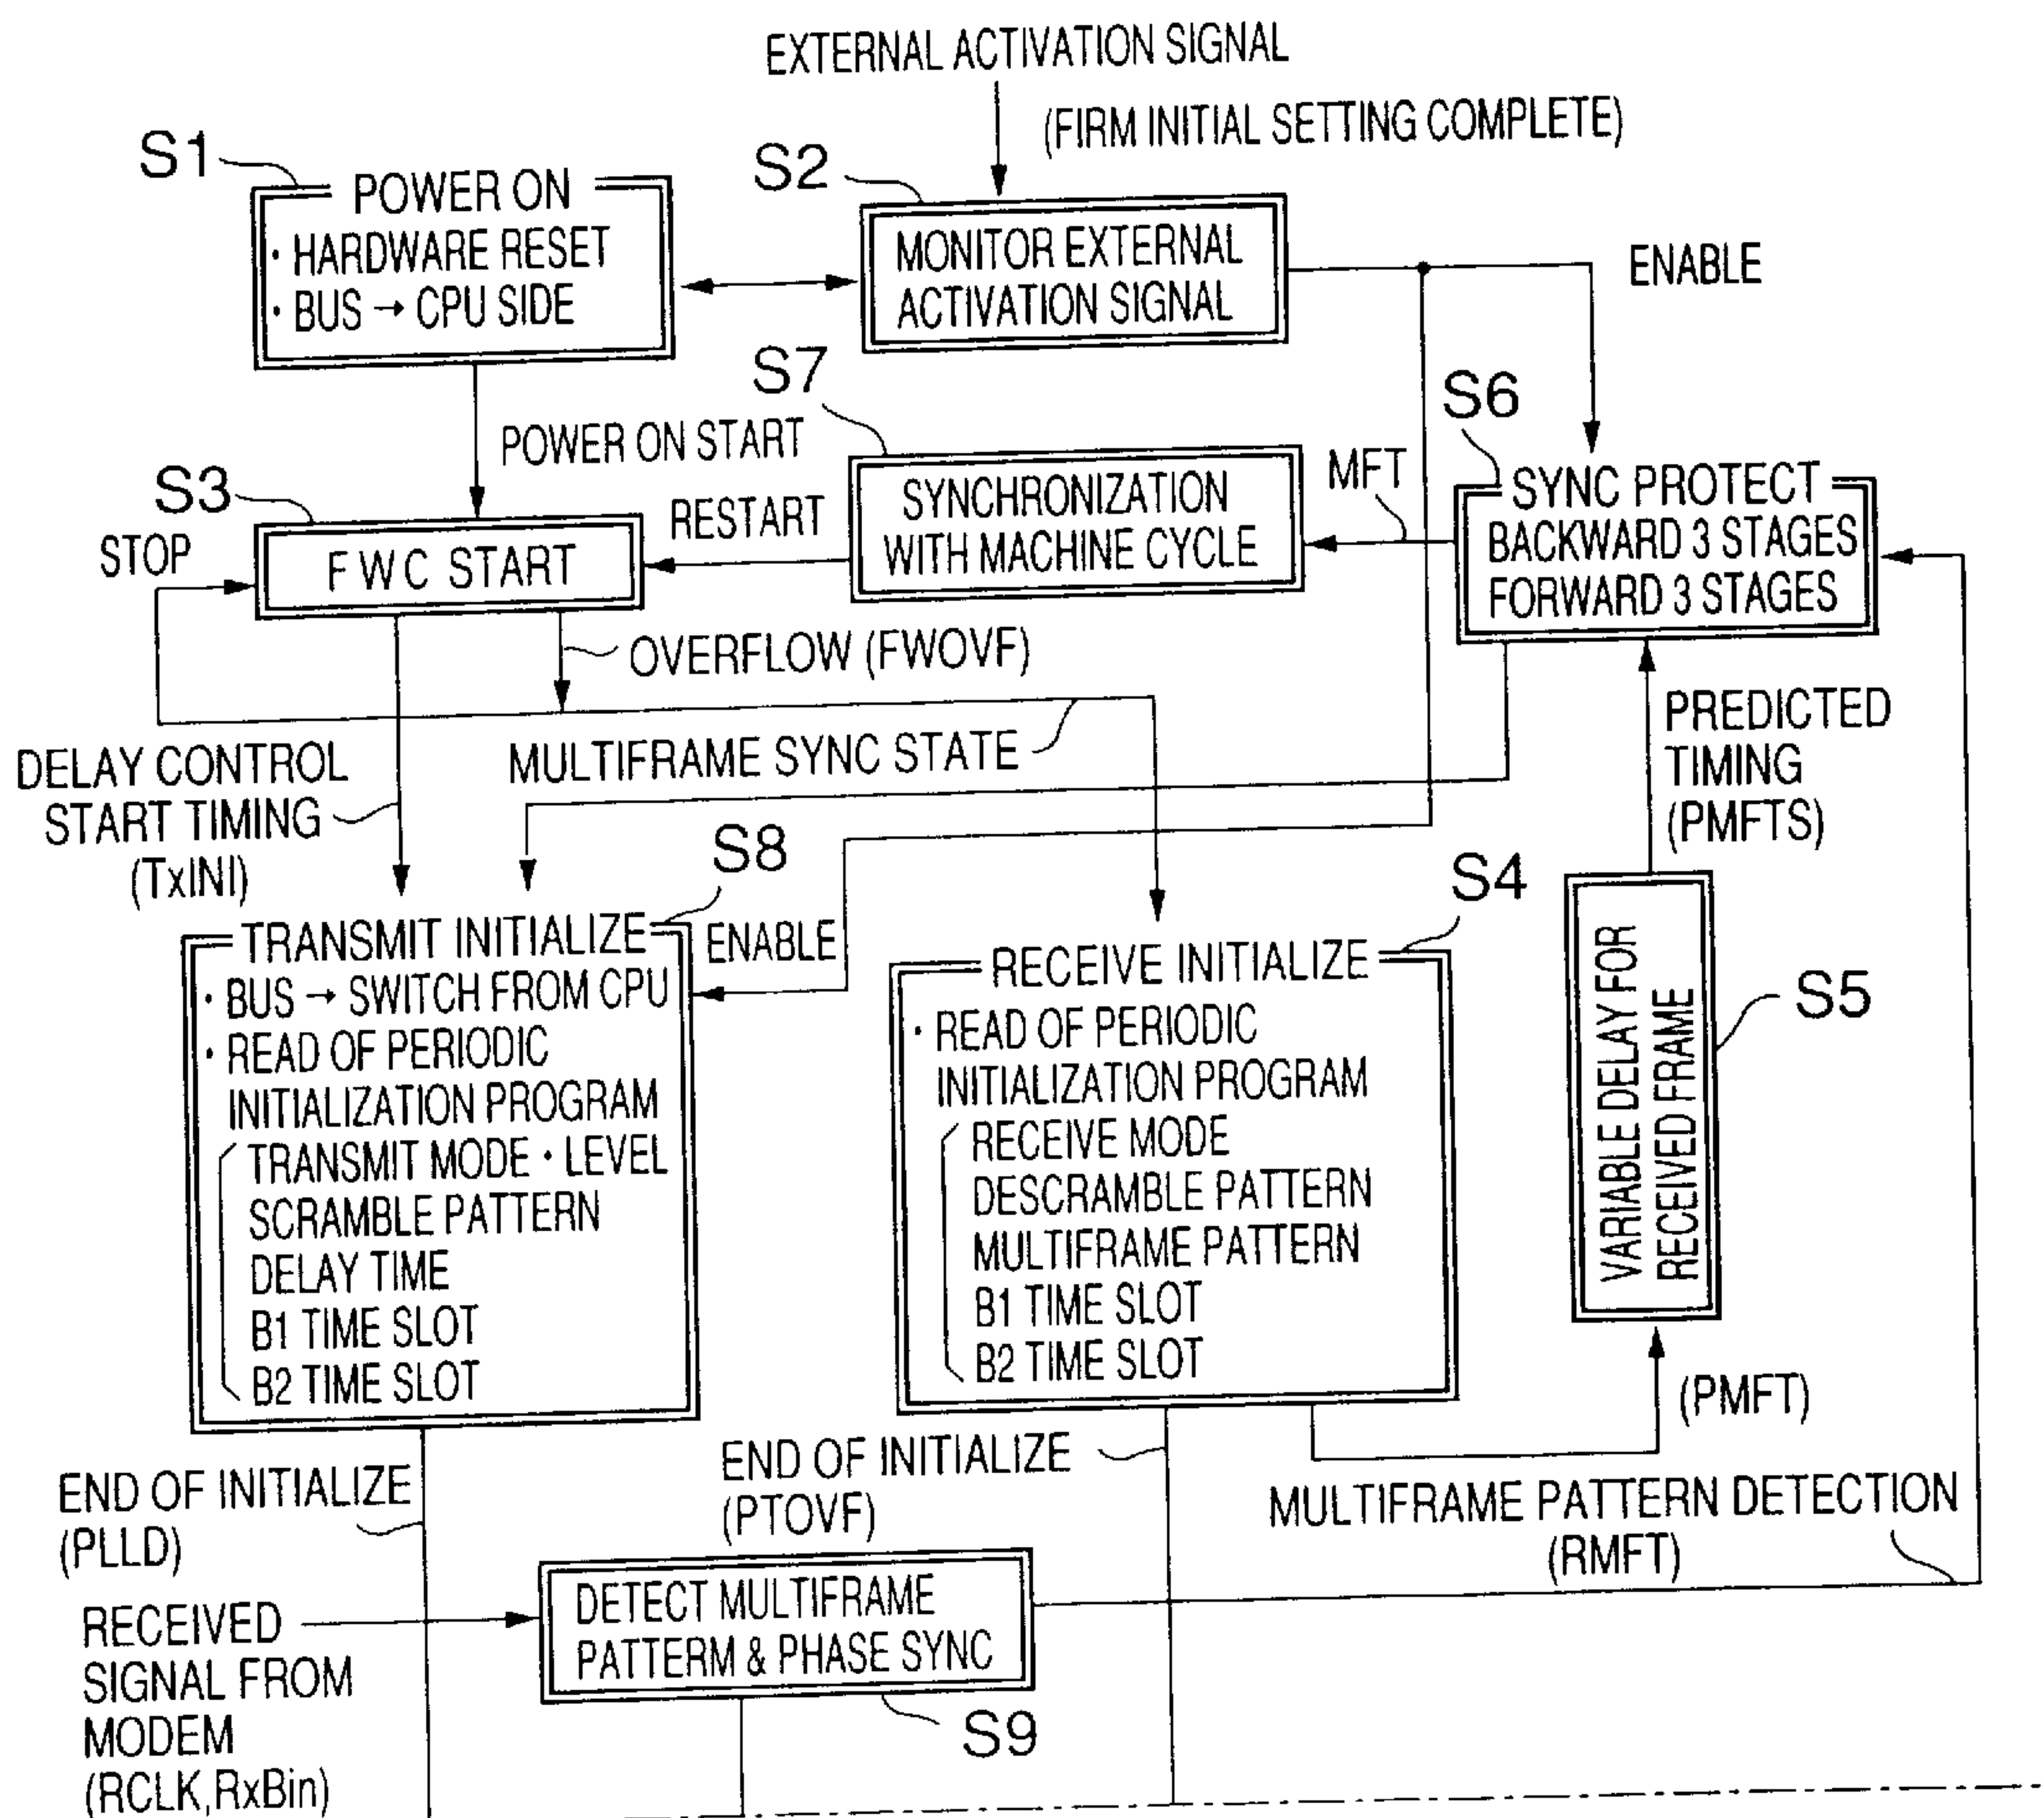 EXTERNAL ACTIVATION SIGNAL
(FIRM INITIAL SETTING COMPLETE)
S1
POWER ON
· HARDWARE RESET
· BUS → CPU SIDE
S2
MONITOR EXTERNAL
ACTIVATION SIGNAL
ENABLE
POWER ON START
S7
SYNCHRONIZATION
WITH MACHINE CYCLE
MFT
S6
SYNC PROTECT
BACKWARD 3 STAGES
FORWARD 3 STAGES
S3
STOP
FWC START
RESTART
OVERFLOW (FWOVF)
MULTIFRAME SYNC STATE
DELAY CONTROL
START TIMING
(TxINI)
PREDICTED
TIMING
(PMFTS)
S8
TRANSMIT INITIALIZE
· BUS → SWITCH FROM CPU
· READ OF PERIODIC
INITIALIZATION PROGRAM
TRANSMIT MODE · LEVEL
SCRAMBLE PATTERN
DELAY TIME
B1 TIME SLOT
B2 TIME SLOT
ENABLE
S4
RECEIVE INITIALIZE
· READ OF PERIODIC
INITIALIZATION PROGRAM
RECEIVE MODE
DESCRAMBLE PATTERN
MULTIFRAME PATTERN
B1 TIME SLOT
B2 TIME SLOT
VARIABLE DELAY FOR
RECEIVED FRAME
S5
(PMFT)
END OF INITIALIZE
(PLLD)
END OF INITIALIZE
(PTOVF)
MULTIFRAME PATTERN DETECTION
(RMFT)
RECEIVED
SIGNAL FROM
MODEM
(RCLK,RxBin)
DETECT MULTIFRAME
PATTERM & PHASE SYNC
S9